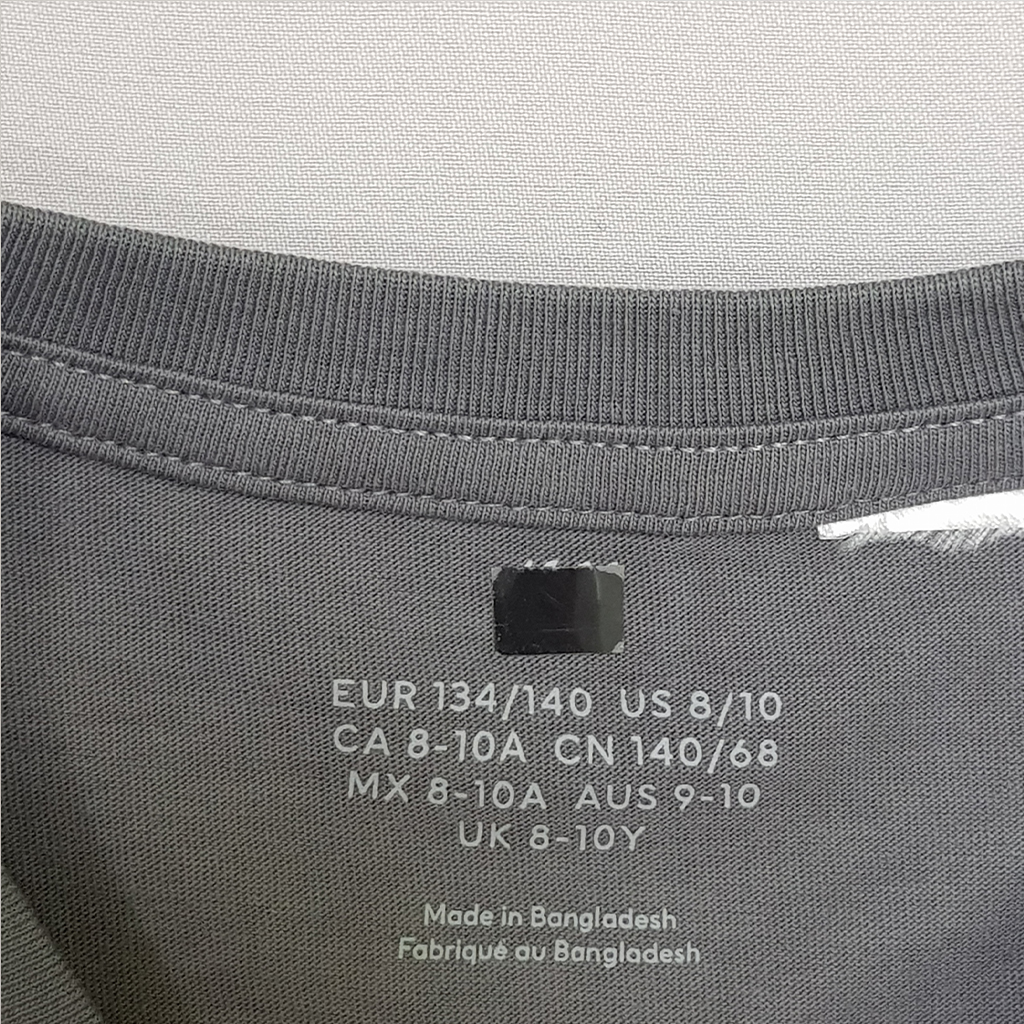 EUR 134/140 US 8/10
CA 8-10A CN 140/68
MX 8-10A AUS 9-10
UK 8-10Y
Made in Bangladesh
Fabriqué au Bangladesh